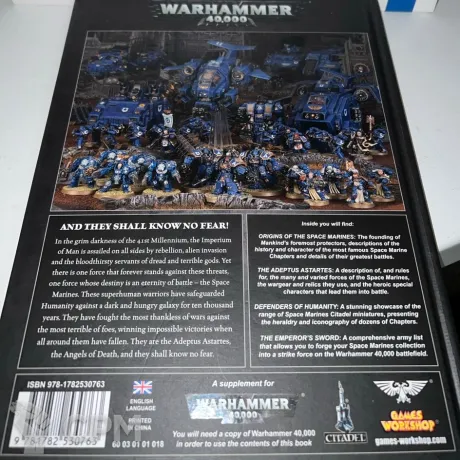 WARHAMMER
40,000
AND THEY SHALL KNOW NO FEAR!
In the grim darkness of the 41st Millennium, the Imperium
of Man is assailed on all sides by rebellion, alien invasion
and the bloodthirsty servants of dread and terrible gods. Yet
there is one force that forever stands against these threats,
one force whose destiny is an eternity of battle – the Space
Marines. These superhuman warriors have safeguarded
Humanity against a dark and hungry galaxy for ten thousand
years. They have fought the most thankless of wars against
the most terrible of foes, winning impossible victories when
all around them have fallen. They are the Adeptus Astartes,
the Angels of Death, and they shall know no fear.
Inside you will find:
ORIGINS OF THE SPACE MARINES: The founding of
Mankind's foremost protectors, descriptions of the
history and character of the most famous Space Marine
Chapters and details of their greatest battles.
THE ADEPTUS ASTARTES: A description of, and rules
for, the many and varied forces of the Space Marines,
the wargear and relics they use, and the heroic special
characters that lead them into battle.
DEFENDERS OF HUMANITY: A stunning showcase of the
range of Space Marines Citadel miniatures, presenting
the heraldry and iconography of dozens of Chapters.
THE EMPEROR'S SWORD: A comprehensive army list
that allows you to forge your Space Marines collection
into a strike force on the Warhammer 40,000 battlefield.
ISBN 978-1782530763
9 781782 530763
ENGLISH
LANGUAGE
PRINTED
IN CHINA
60 03 01 01 018
A supplement for
WARHAMMER
40,000
You will need a copy of Warhammer 40,000
in order to use the contents of this book.
CITADEL
GAMES
WORKSHOP
games-workshop.com